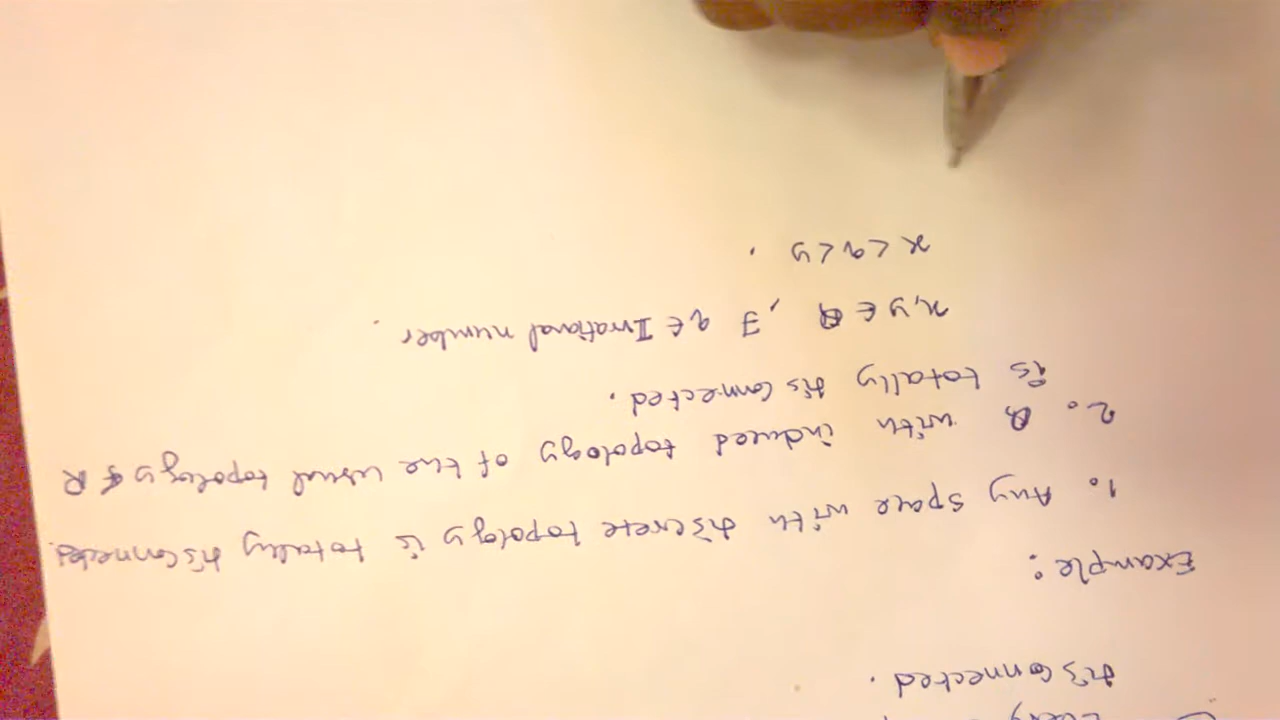 disconnected.
Example:
1. Any space with discrete topology is totally disconnected.
2. Q with induced topology of the usual topology of R
is totally disconnected.
x, y ∈ Q, ∃ q ∈ Irrational number.
x < q < y.